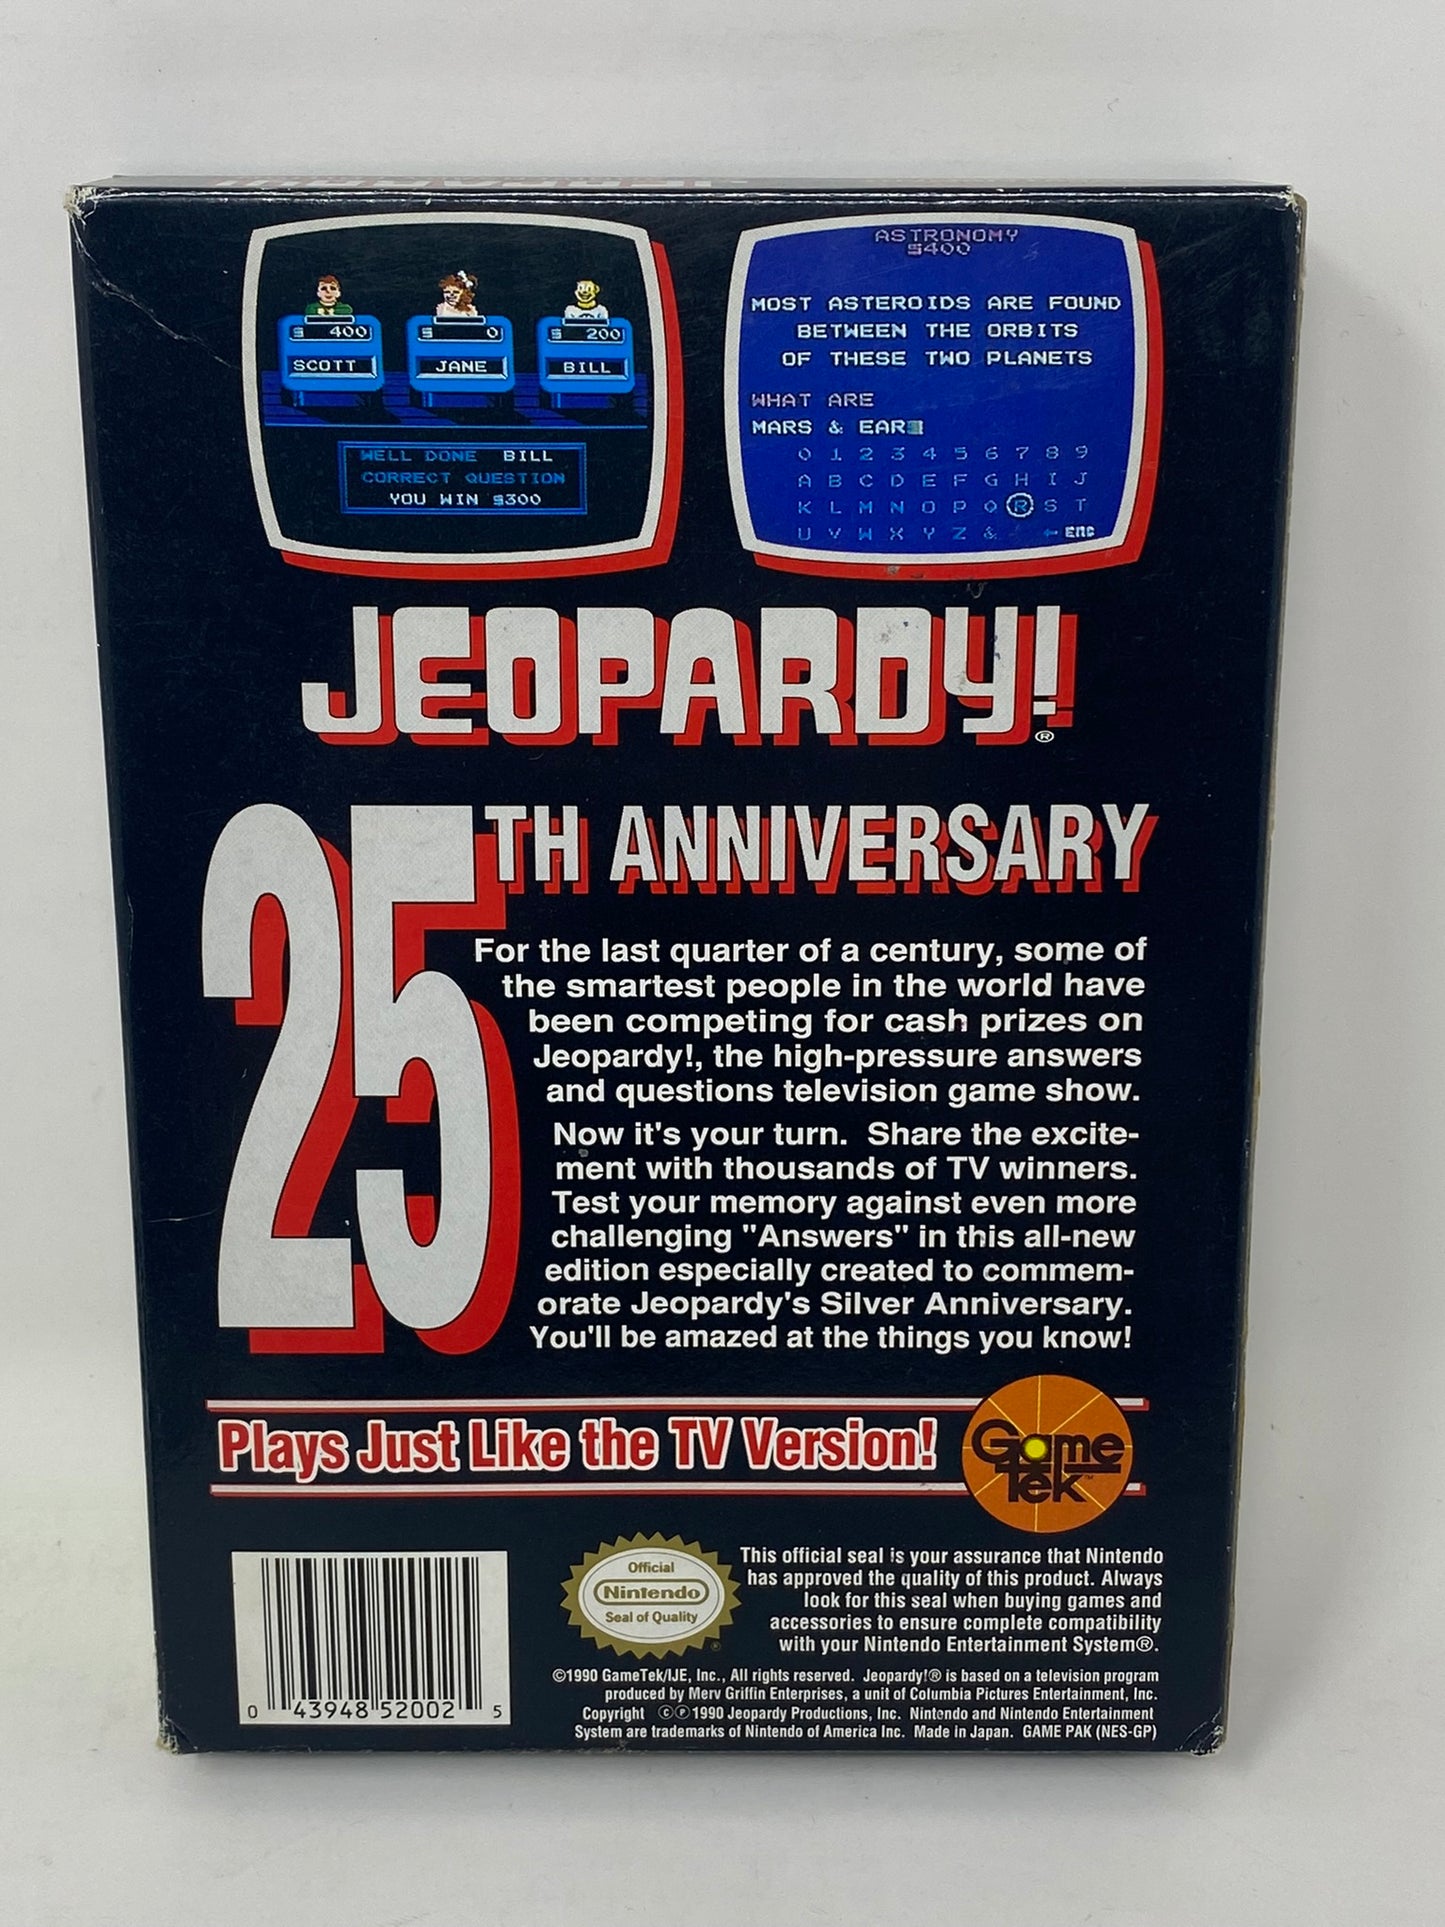 $ 400
$ 0
$ 200
SCOTT
JANE
BILL
WELL DONE BILL
CORRECT QUESTION
YOU WIN $300
ASTRONOMY
$400
MOST ASTEROIDS ARE FOUND
BETWEEN THE ORBITS
OF THESE TWO PLANETS
WHAT ARE
MARS & EAR
0 1 2 3 4 5 6 7 8 9
A B C D E F G H I J
K L M N O P Q R S T
U V W X Y Z & ' ← END
JEOPARDY!®
25TH ANNIVERSARY
For the last quarter of a century, some of
the smartest people in the world have
been competing for cash prizes on
Jeopardy!, the high-pressure answers
and questions television game show.
Now it's your turn. Share the excite-
ment with thousands of TV winners.
Test your memory against even more
challenging "Answers" in this all-new
edition especially created to commem-
orate Jeopardy's Silver Anniversary.
You'll be amazed at the things you know!
Plays Just Like the TV Version!
Game
Tek™
0 43948 52002 5
Official
Nintendo
Seal of Quality
®
This official seal is your assurance that Nintendo
has approved the quality of this product. Always
look for this seal when buying games and
accessories to ensure complete compatibility
with your Nintendo Entertainment System®.
©1990 GameTek/IJE, Inc., All rights reserved. Jeopardy!® is based on a television program
produced by Merv Griffin Enterprises, a unit of Columbia Pictures Entertainment, Inc.
Copyright ©℗1990 Jeopardy Productions, Inc. Nintendo and Nintendo Entertainment
System are trademarks of Nintendo of America Inc. Made in Japan. GAME PAK (NES-GP)